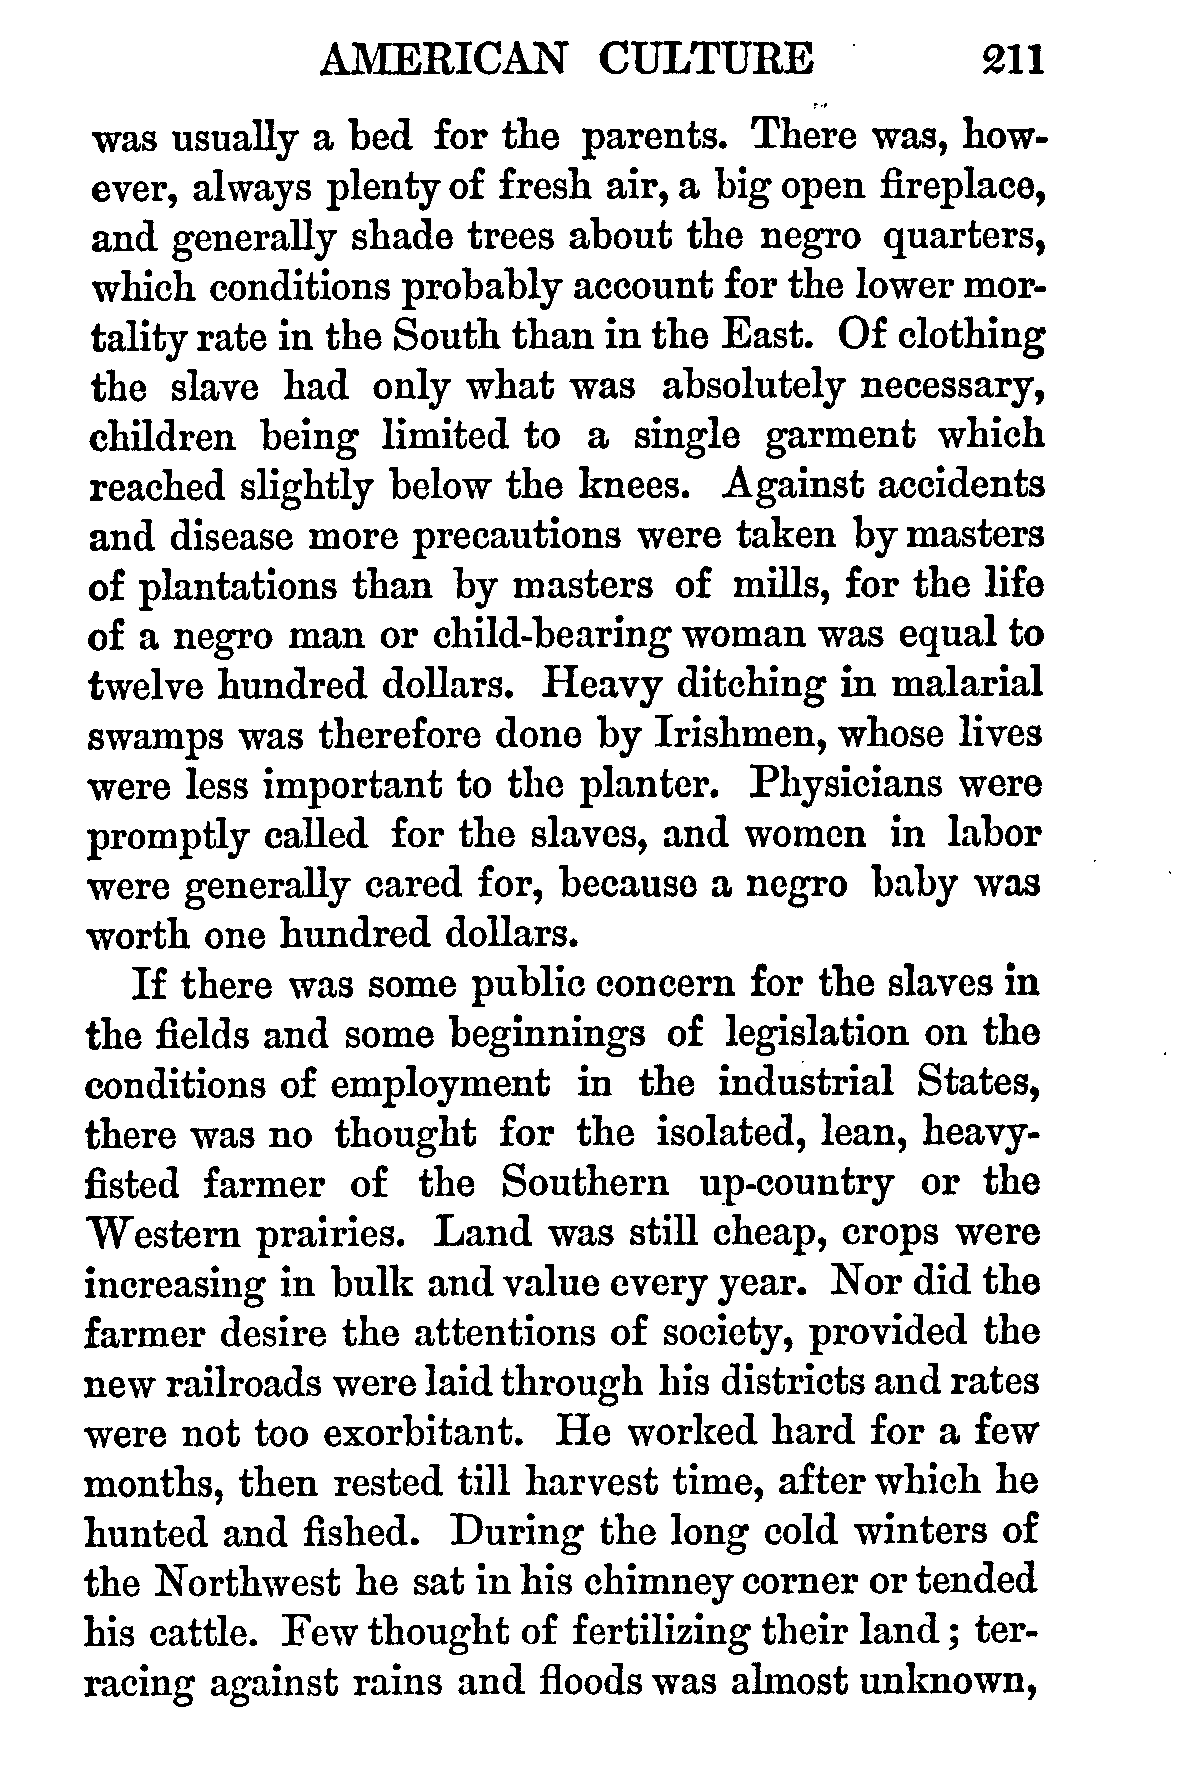 AMERICAN CULTURE 211
was usually a bed for the parents. There was, how-
ever, always plenty of fresh air, a big open fireplace,
and generally shade trees about the negro quarters,
which conditions probably account for the lower mor-
tality rate in the South than in the East. Of clothing
the slave had only what was absolutely necessary,
children being limited to a single garment which
reached slightly below the knees. Against accidents
and disease more precautions were taken by masters
of plantations than by masters of mills, for the life
of a negro man or child-bearing woman was equal to
twelve hundred dollars. Heavy ditching in malarial
swamps was therefore done by Irishmen, whose lives
were less important to the planter. Physicians were
promptly called for the slaves, and women in labor
were generally cared for, because a negro baby was
worth one hundred dollars.
If there was some public concern for the slaves in
the fields and some beginnings of legislation on the
conditions of employment in the industrial States,
there was no thought for the isolated, lean, heavy-
fisted farmer of the Southern up-country or the
Western prairies. Land was still cheap, crops were
increasing in bulk and value every year. Nor did the
farmer desire the attentions of society, provided the
new railroads were laid through his districts and rates
were not too exorbitant. He worked hard for a few
months, then rested till harvest time, after which he
hunted and fished. During the long cold winters of
the Northwest he sat in his chimney corner or tended
his cattle. Few thought of fertilizing their land; ter-
racing against rains and floods was almost unknown,